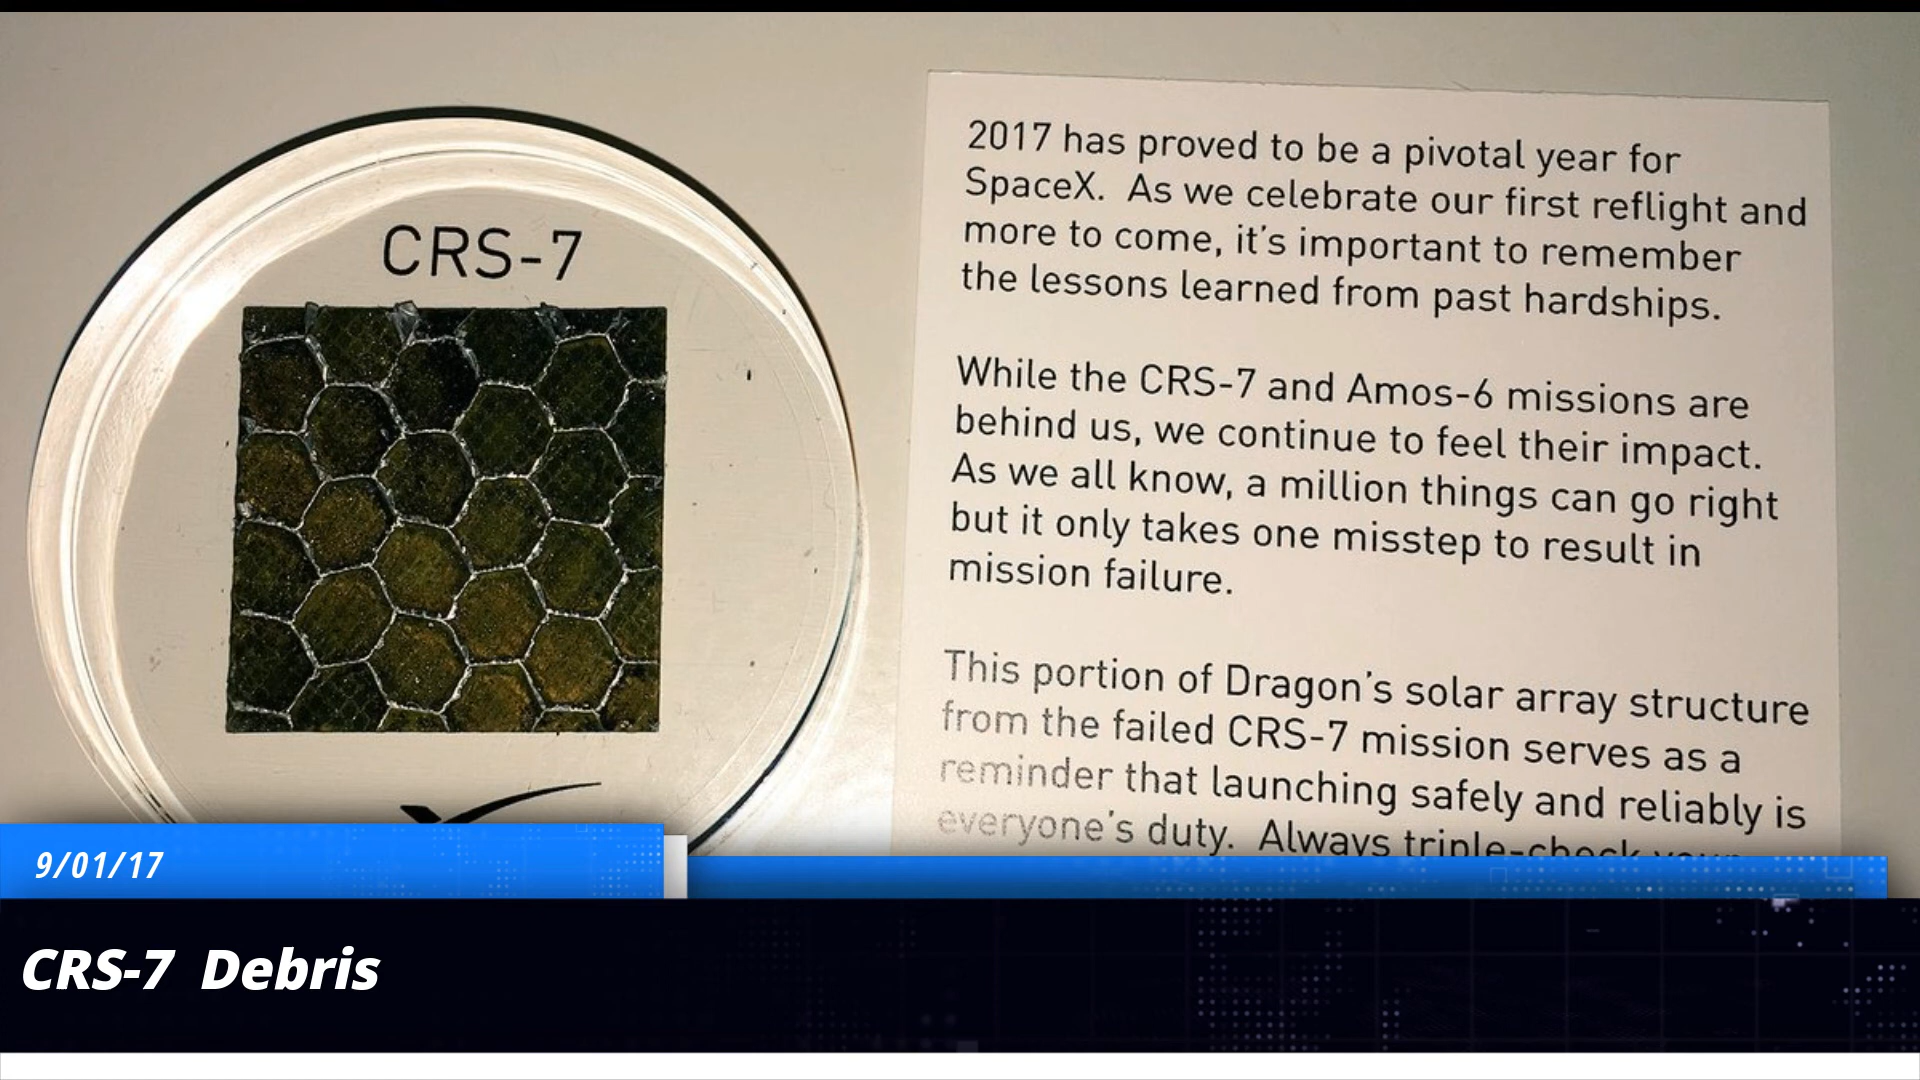 CRS-7
2017 has proved to be a pivotal year for
SpaceX. As we celebrate our first reflight and
more to come, it's important to remember
the lessons learned from past hardships.
While the CRS-7 and Amos-6 missions are
behind us, we continue to feel their impact.
As we all know, a million things can go right
but it only takes one misstep to result in
mission failure.
This portion of Dragon's solar array structure
from the failed CRS-7 mission serves as a
reminder that launching safely and reliably is
everyone's duty. Always triple-check your
9/01/17
CRS-7 Debris